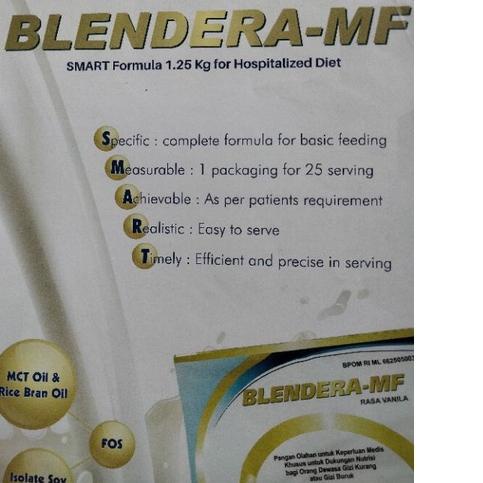 BLENDERA-MF
SMART Formula 1.25 Kg for Hospitalized Diet
Specific : complete formula for basic feeding
Measurable : 1 packaging for 25 serving
Achievable : As per patients requirement
Realistic : Easy to serve
Timely : Efficient and precise in serving
MCT Oil &
Rice Bran Oil
FOS
Isolate Soy
BPOM RI ML
BLENDERA-MF
RASA VANILA
Pangan Olahan untuk Keperluan Medis
Khusus untuk Dukungan Nutrisi
bagi Orang Dewasa Gizi Kurang
atau Gizi Buruk